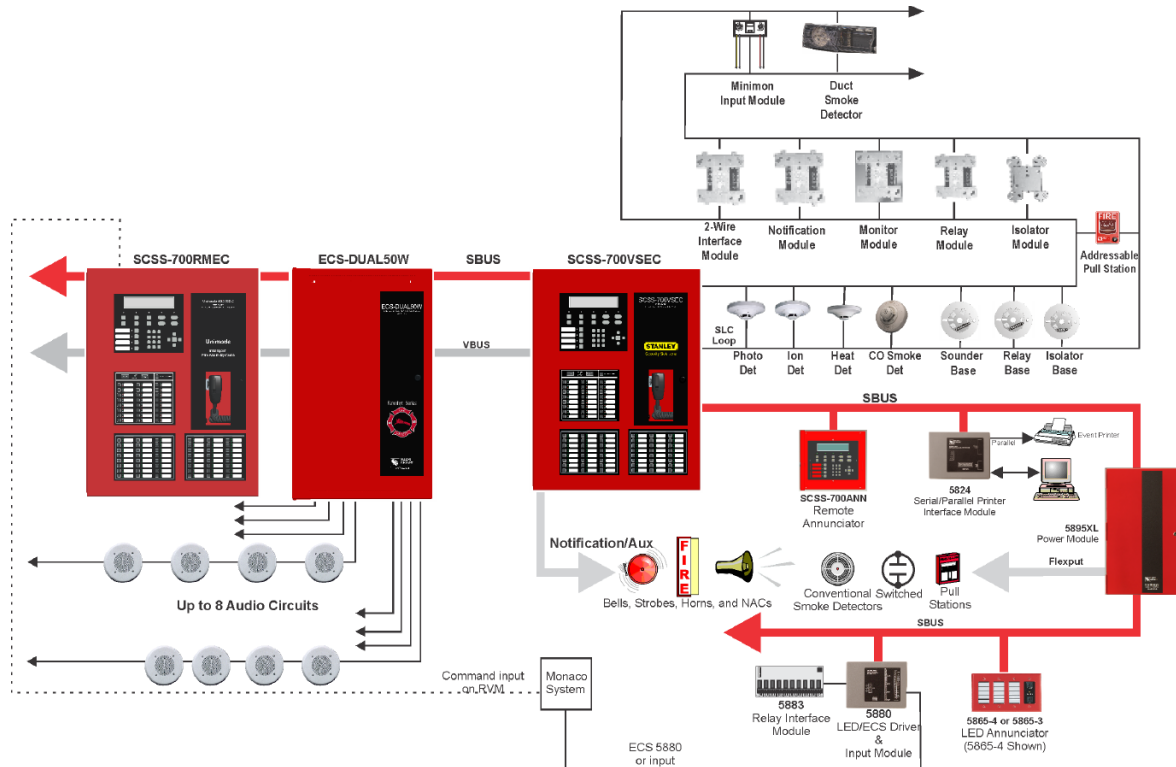 Minimon
Input Module
Duct
Smoke
Detector
2-Wire
Interface
Module
Notification
Module
Monitor
Module
Relay
Module
Isolator
Module
FIRE
Addressable
Pull Station
SCSS-700RMEC
ECS-DUAL50W
SBUS
SCSS-700VSEC
ECS-DUAL50W
SCSS-700VSEC
STANLEY
VBUS
SLC
Loop
Photo
Det
Ion
Det
Heat
Det
CO Smoke
Det
Sounder
Base
Relay
Base
Isolator
Base
SBUS
Parallel
Event Printer
SCSS-700ANN
Remote
Annunciator
5824
Serial/Parallel Printer
Interface Module
5895XL
Power Module
Flexput
Notification/Aux
FIRE
Bells, Strobes, Horns, and NACs
Conventional
Smoke Detectors
Switched
Pull
Stations
Up to 8 Audio Circuits
SBUS
Command input
on RVM
Monaco
System
5883
Relay Interface
Module
5880
LED/ECS Driver
&
Input Module
5865-4 or 5865-3
LED Annunciator
(5865-4 Shown)
ECS 5880
or input